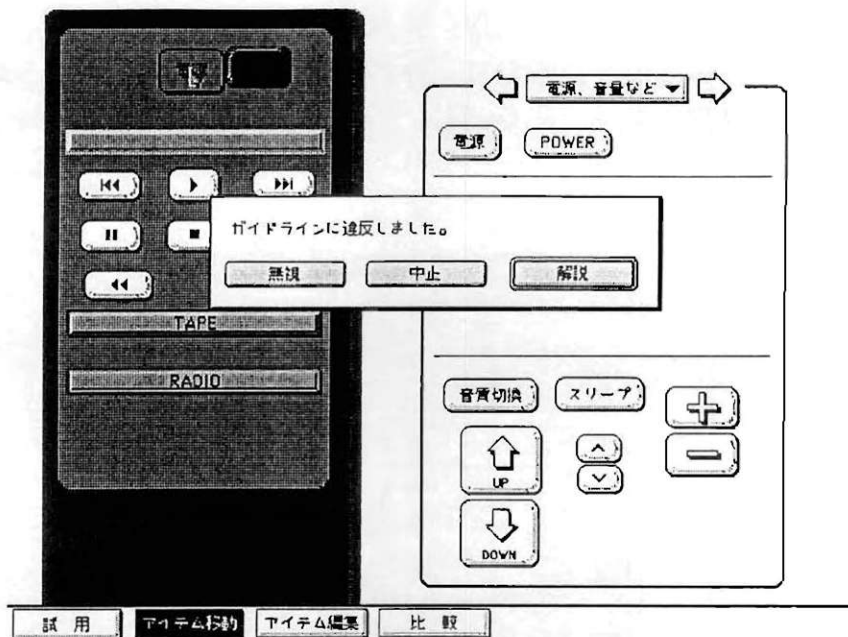 電源、音量など
電源
POWER
ガイドラインに違反しました。
無視
中止
解説
TAPE
RADIO
音質切換
スリープ
UP
DOWN
試用
アイテム移動
アイテム編集
比較